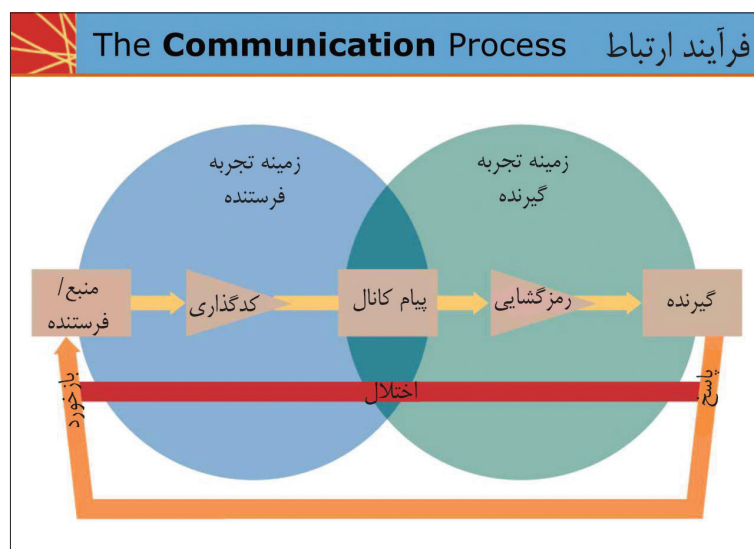 The Communication Process فرآیند ارتباط
زمینه تجربه
فرستنده
زمینه تجربه
گیرنده
منبع/
فرستنده
کدگذاری
پیام کانال
رمزگشایی
گیرنده
اختلال
پاسخ
بازخورد